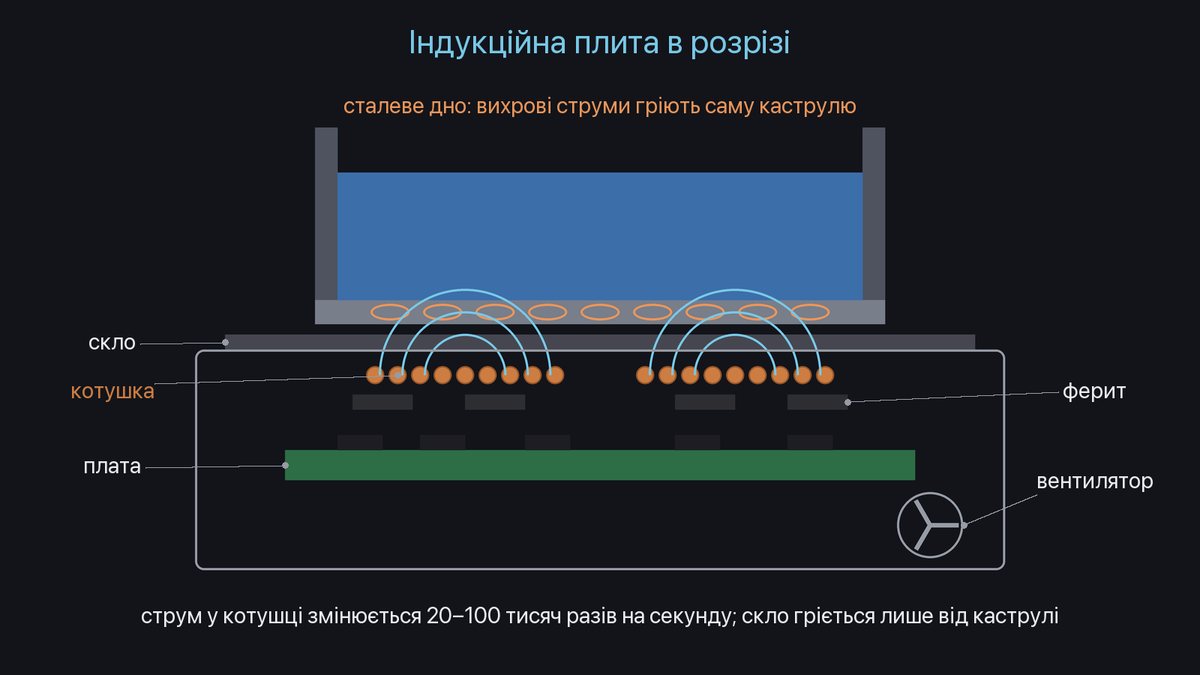 Індукційна плита в розрізі
сталеве дно: вихрові струми гріють саму каструлю
скло
котушка
ферит
плата
вентилятор
струм у котушці змінюється 20–100 тисяч разів на секунду; скло гріється лише від каструлі